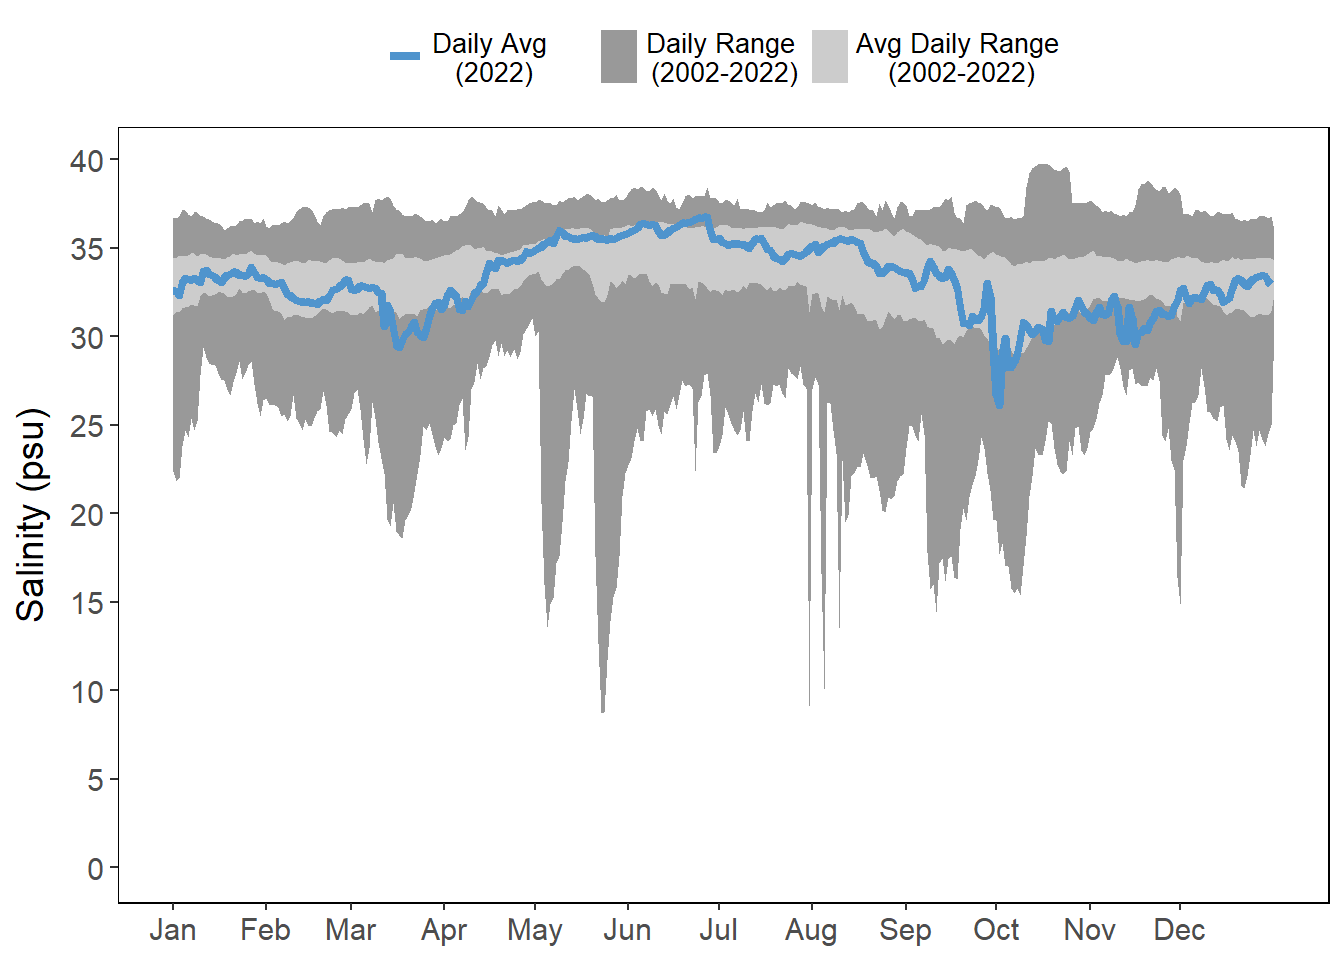 Daily Avg
(2022)
Daily Range
(2002-2022)
Avg Daily Range
(2002-2022)
Salinity (psu)
40
35
30
25
20
15
10
5
0
Jan Feb Mar Apr May Jun Jul Aug Sep Oct Nov Dec